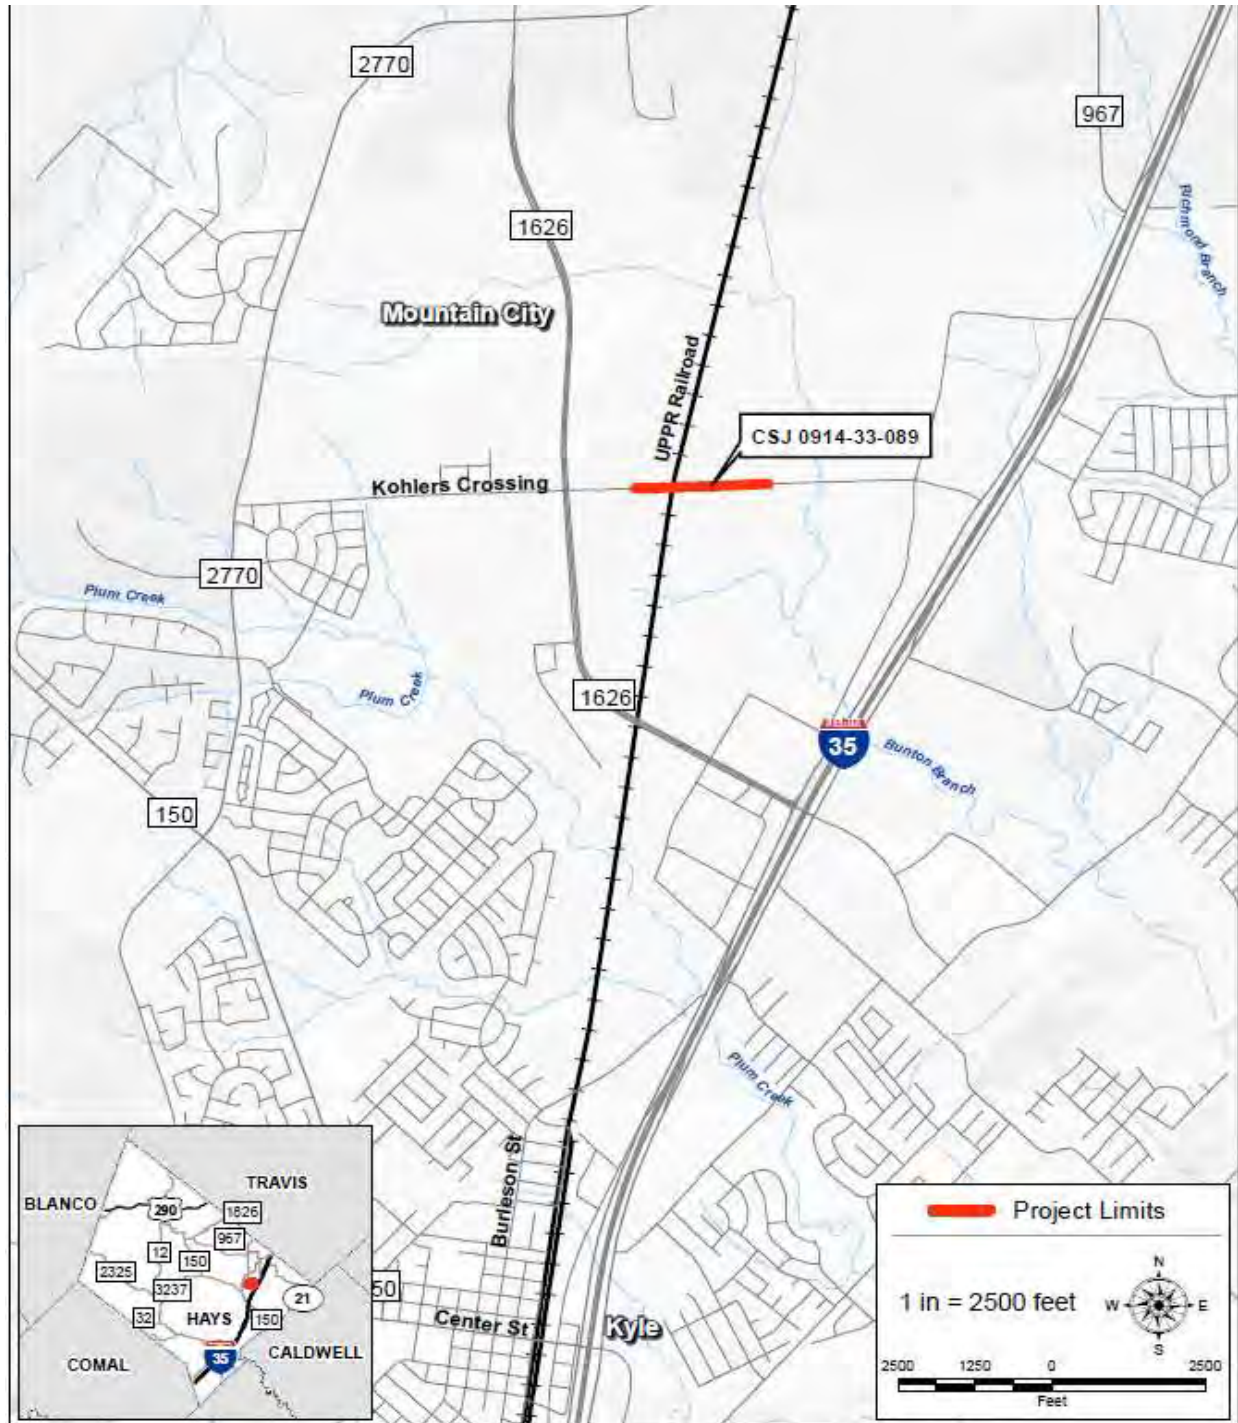 2770
967
1626
Richmond Branch
Mountain City
UPPR Railroad
CSJ 0914-33-089
Kohlers Crossing
2770
Plum Creek
Plum Creek
1626
35
Bunton Branch
150
Plum Creek
Burleson St
50
Center St
Kyle
TRAVIS
BLANCO
290
1826
967
12
150
2325
3237
21
32
HAYS
150
35
COMAL
CALDWELL
Project Limits
1 in = 2500 feet
N
W E
S
2500 1250 0 2500
Feet